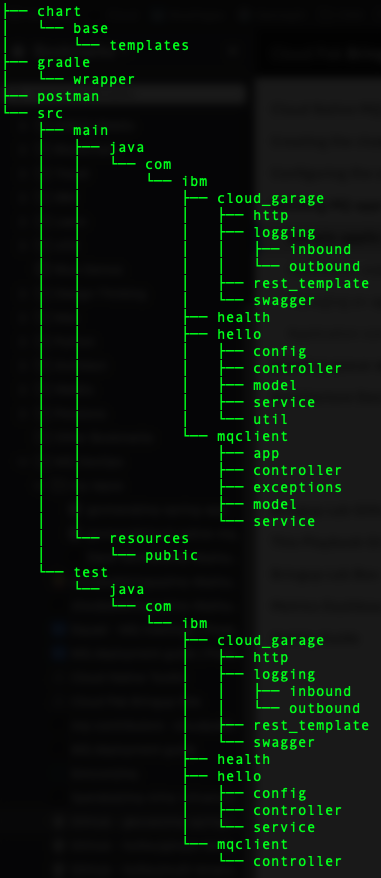 ├── chart
│   └── base
│       └── templates
├── gradle
│   └── wrapper
├── postman
└── src
    ├── main
    │   ├── java
    │   │   └── com
    │   │       └── ibm
    │   │           ├── cloud_garage
    │   │           │   ├── http
    │   │           │   ├── logging
    │   │           │   │   ├── inbound
    │   │           │   │   └── outbound
    │   │           │   ├── rest_template
    │   │           │   └── swagger
    │   │           ├── health
    │   │           ├── hello
    │   │           │   ├── config
    │   │           │   ├── controller
    │   │           │   ├── model
    │   │           │   ├── service
    │   │           │   └── util
    │   │           └── mqclient
    │   │               ├── app
    │   │               ├── controller
    │   │               ├── exceptions
    │   │               ├── model
    │   │               └── service
    │   └── resources
    │       └── public
    └── test
        └── java
            └── com
                └── ibm
                    ├── cloud_garage
                    │   ├── http
                    │   ├── logging
                    │   │   ├── inbound
                    │   │   └── outbound
                    │   ├── rest_template
                    │   └── swagger
                    ├── health
                    ├── hello
                    │   ├── config
                    │   ├── controller
                    │   └── service
                    └── mqclient
                        └── controller